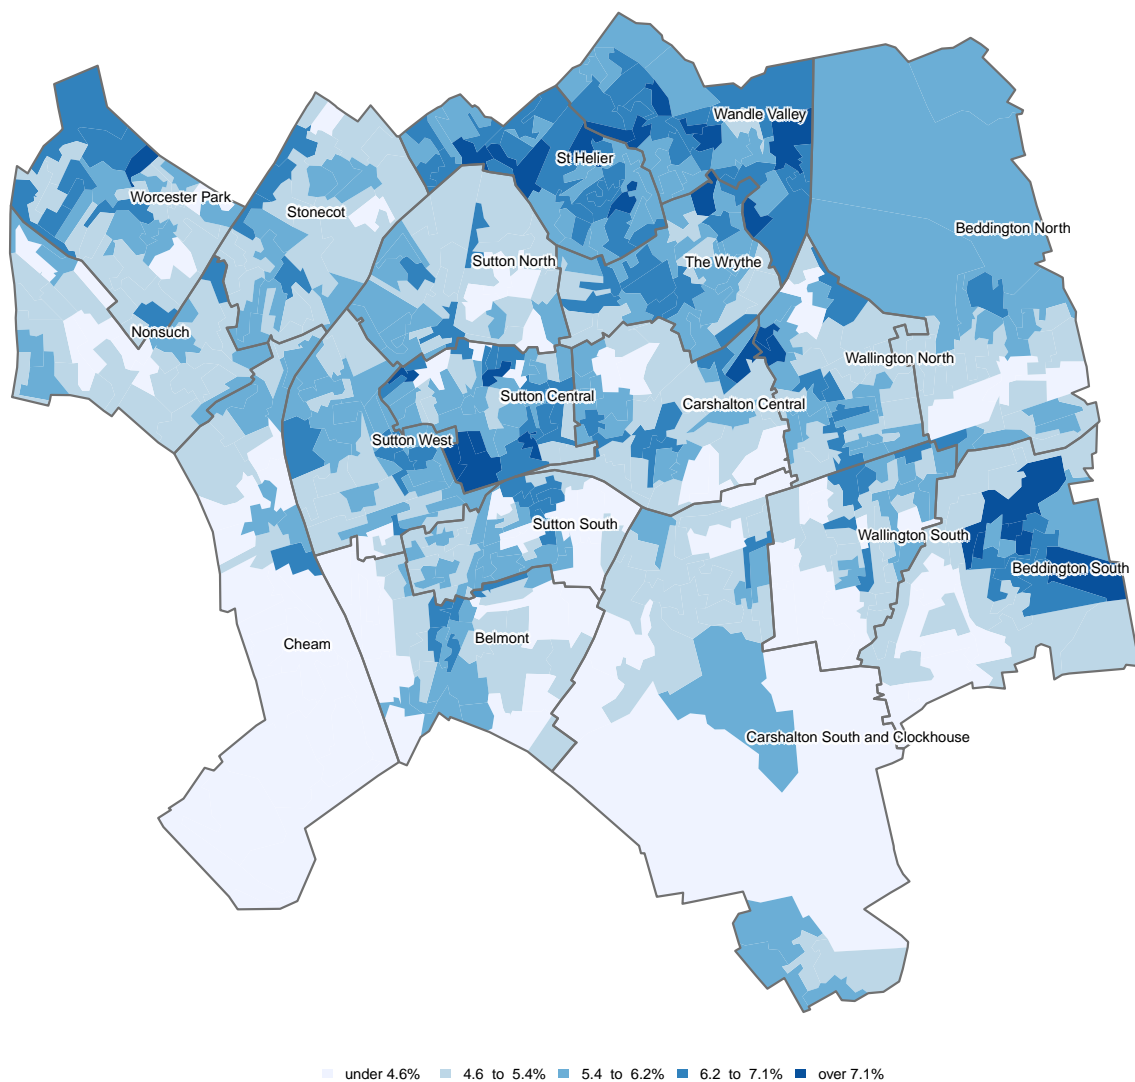 Wandle Valley
St Helier
Worcester Park
Stonecot
Beddington North
Sutton North
The Wrythe
Nonsuch
Wallington North
Sutton Central
Carshalton Central
Sutton West
Sutton South
Wallington South
Beddington South
Belmont
Cheam
Carshalton South and Clockhouse
under 4.6% 4.6 to 5.4% 5.4 to 6.2% 6.2 to 7.1% over 7.1%